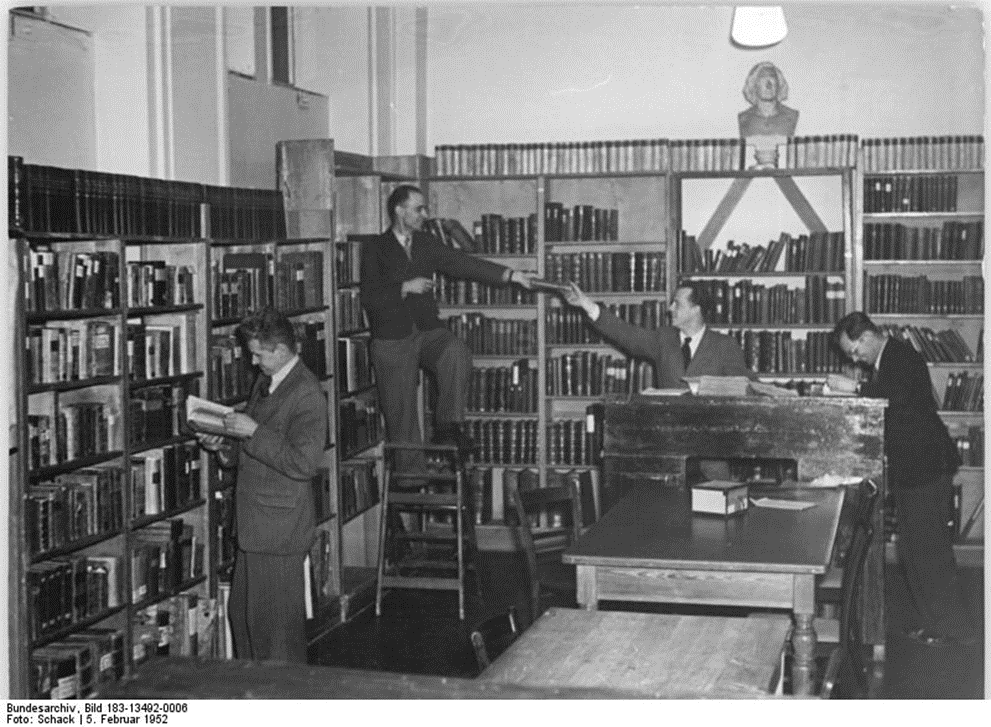 Bundesarchiv, Bild 183-13492-0006
Foto: Schack | 5. Februar 1952